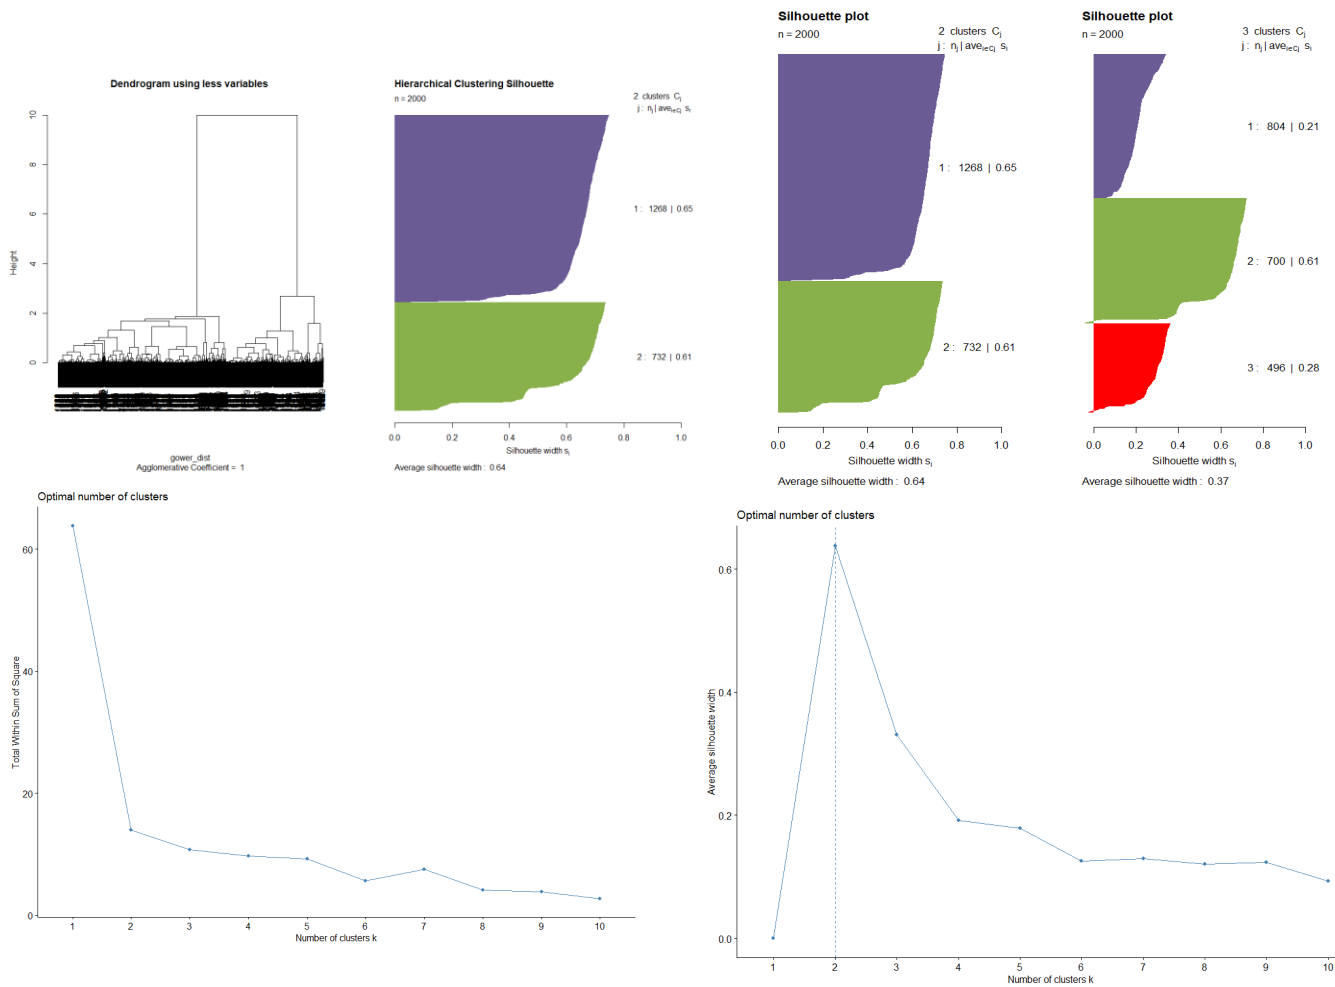 Dendrogram using less variables
Height
10
8
6
4
2
0
gower_dist
Agglomerative Coefficient = 1
Hierarchical Clustering Silhouette
n = 2000
2 clusters Cj
j : nj | avei∈Cj si
1 : 1268 | 0.65
2 : 732 | 0.61
0.0 0.2 0.4 0.6 0.8 1.0
Silhouette width si
Average silhouette width : 0.64
Silhouette plot
n = 2000
2 clusters Cj
j : nj | avei∈Cj si
1 : 1268 | 0.65
2 : 732 | 0.61
0.0 0.2 0.4 0.6 0.8 1.0
Silhouette width si
Average silhouette width : 0.64
Silhouette plot
n = 2000
3 clusters Cj
j : nj | avei∈Cj si
1 : 804 | 0.21
2 : 700 | 0.61
3 : 496 | 0.28
0.0 0.2 0.4 0.6 0.8 1.0
Silhouette width si
Average silhouette width : 0.37
Optimal number of clusters
Total Within Sum of Square
60
40
20
0
1 2 3 4 5 6 7 8 9 10
Number of clusters k
Optimal number of clusters
Average silhouette width
0.6
0.4
0.2
0.0
1 2 3 4 5 6 7 8 9 10
Number of clusters k